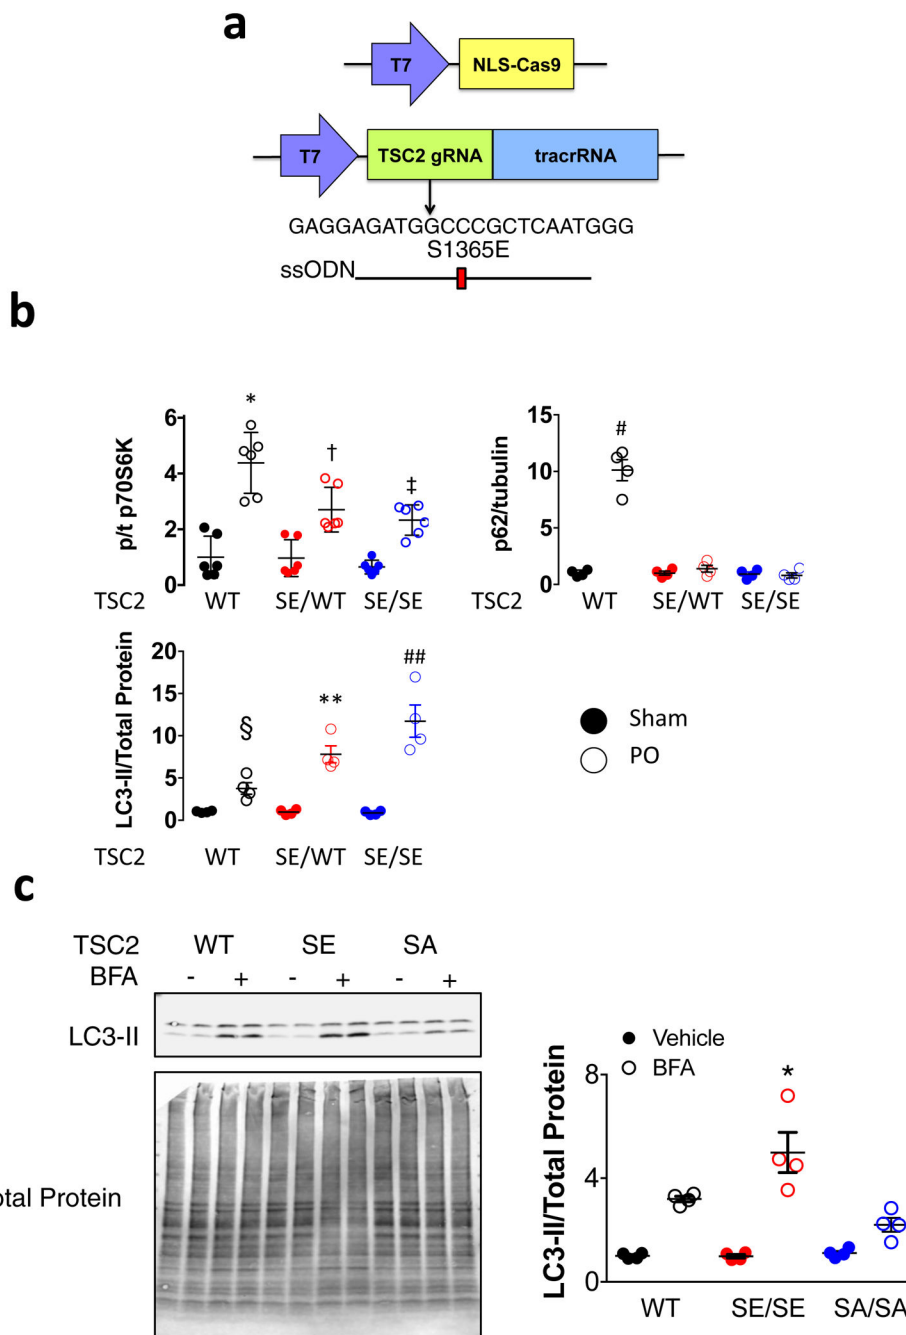 a
T7
NLS-Cas9
T7
TSC2 gRNA
tracrRNA
GAGGAGATGGCCCGCTCAATGGG
S1365E
ssODN
b
p/t p70S6K
6
4
2
0
*
†
‡
TSC2
WT
SE/WT
SE/SE
p62/tubulin
15
10
5
0
#
TSC2
WT
SE/WT
SE/SE
LC3-II/Total Protein
20
15
10
5
0
§
**
##
TSC2
WT
SE/WT
SE/SE
Sham
PO
c
TSC2 WT SE SA
BFA - + - + - +
LC3-II
otal Protein
Vehicle
BFA
LC3-II/Total Protein
8
4
0
*
WT
SE/SE
SA/SA